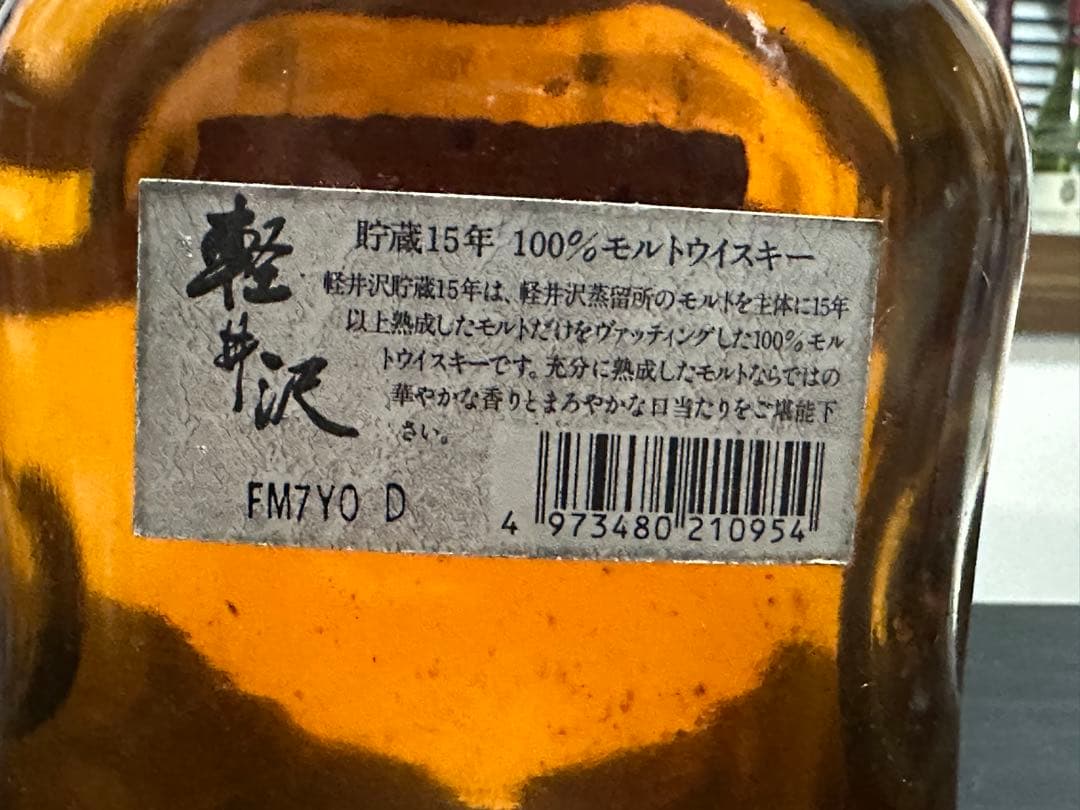 軽井沢
貯蔵15年 100%モルトウイスキー
軽井沢貯蔵15年は、軽井沢蒸留所のモルトを主体に15年
以上熟成したモルトだけをヴァッティングした100%モル
トウイスキーです。充分に熟成したモルトならではの
華やかな香りとまろやかな口当たりをご堪能下
さい。
FM7YO D
4 973480 210954